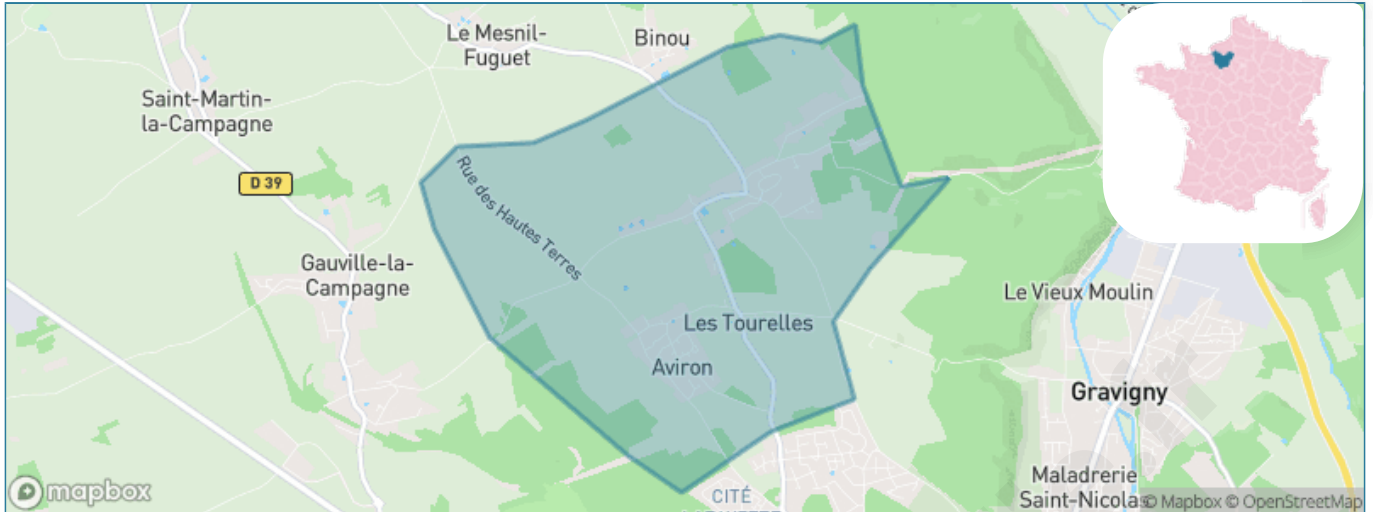 Le Mesnil-
Fuguet
Binou
Saint-Martin-
la-Campagne
D 39
Rue des Hautes Terres
Gauville-la-
Campagne
Le Vieux Moulin
Les Tourelles
Aviron
Gravigny
Maladrerie
Saint-Nicolas
CITÉ
mapbox
© Mapbox © OpenStreetMap